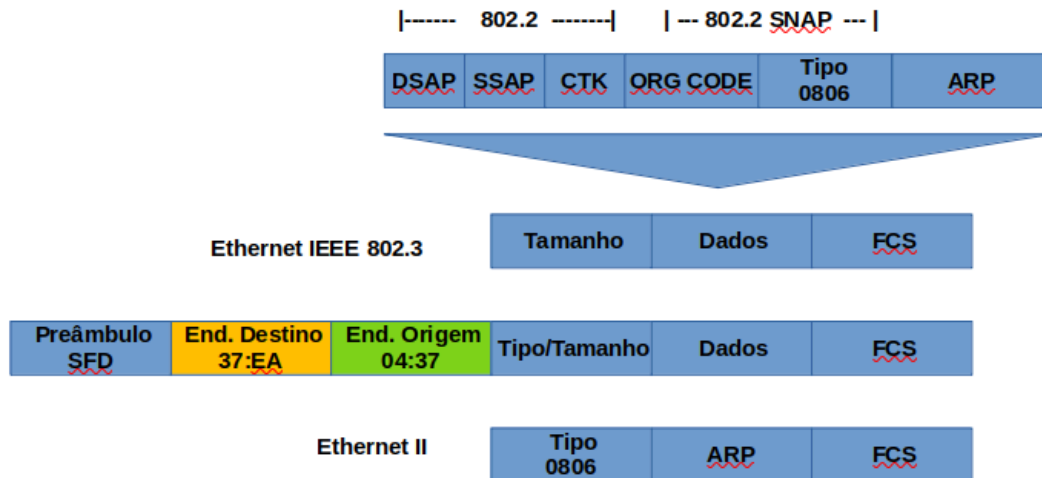 |------- 802.2 --------| | --- 802.2 SNAP --- |
DSAP SSAP CTK ORG CODE Tipo 0806 ARP
Ethernet IEEE 802.3 Tamanho Dados FCS
Preâmbulo SFD End. Destino 37:EA End. Origem 04:37 Tipo/Tamanho Dados FCS
Ethernet II Tipo 0806 ARP FCS